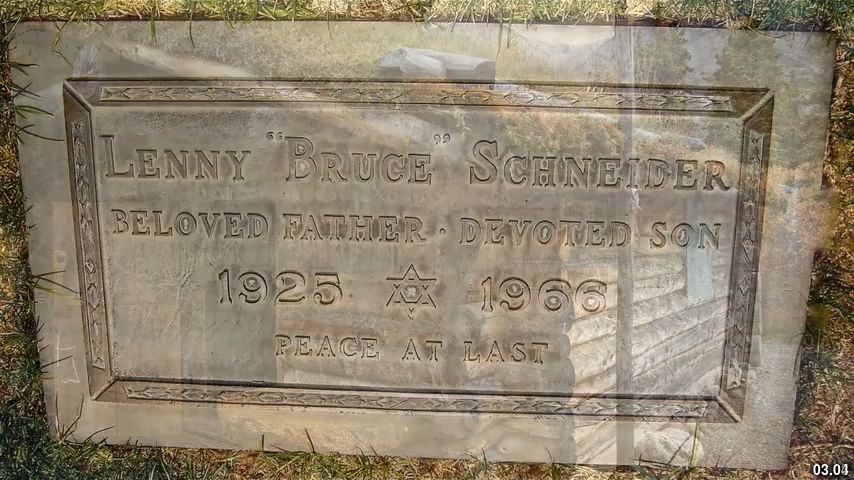 Lenny “Bruce” Schneider
Beloved Father · Devoted Son
1925 ✡ 1966
Peace at Last
03.04